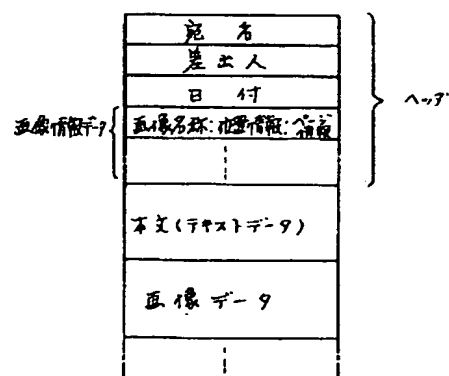 宛名
差出人
日付
ヘッダ
画像情報データ
画像名称:位置情報:ページ情報
本文(テキストデータ)
画像データ